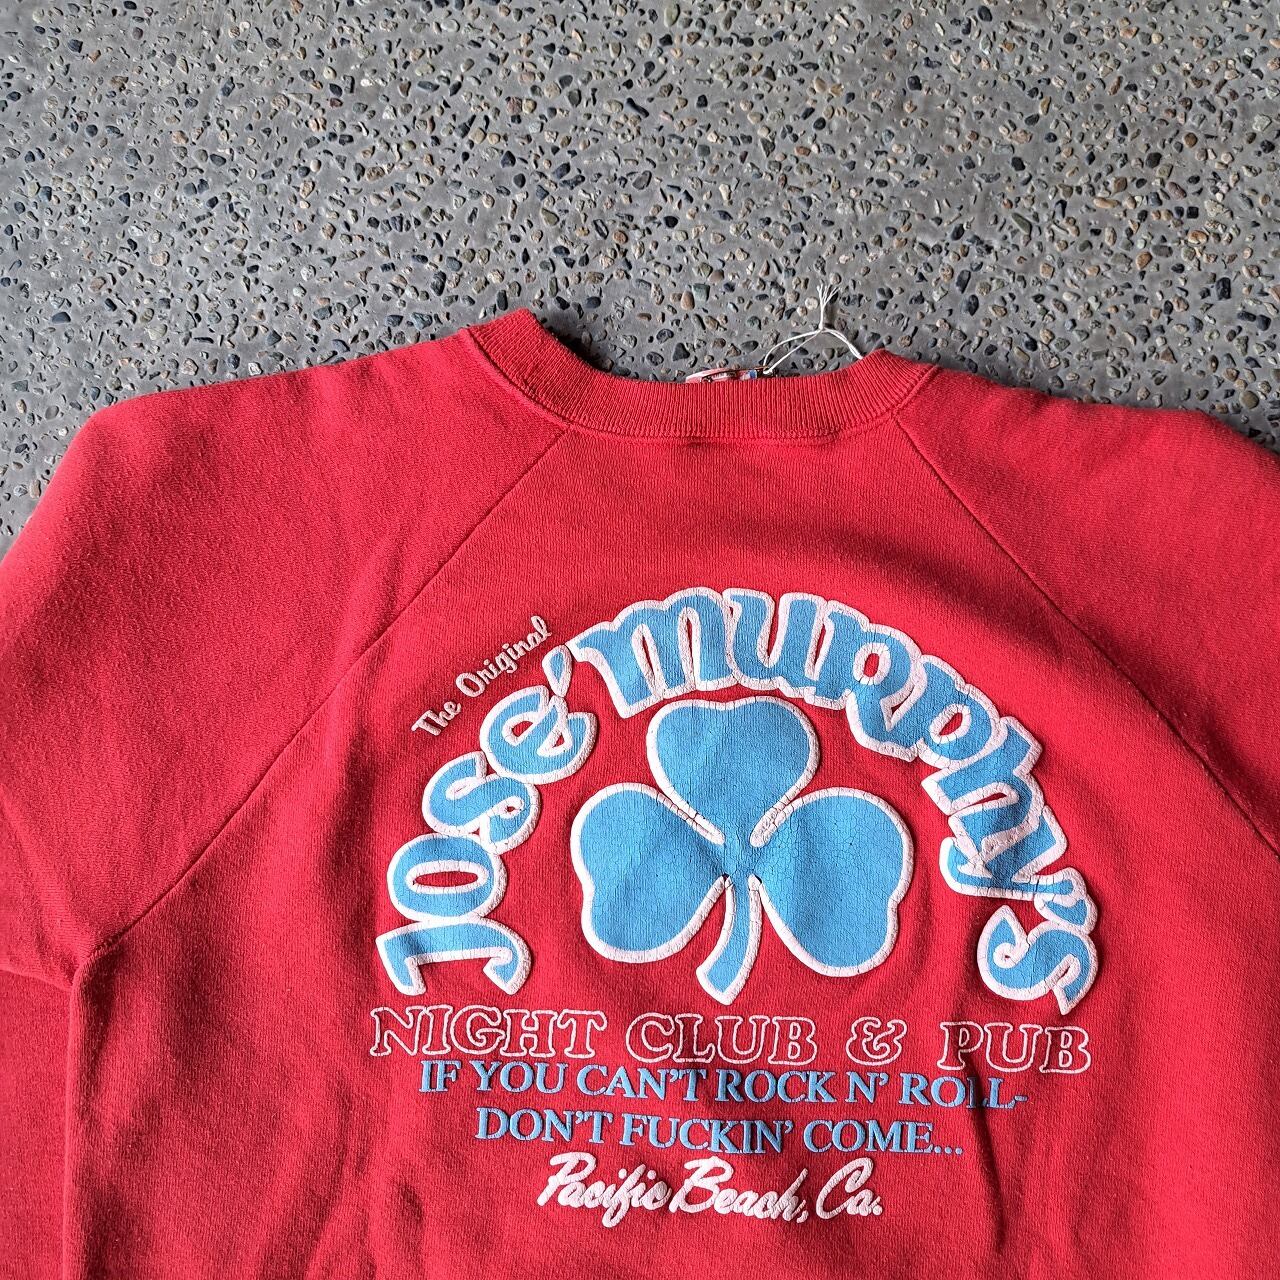 The Original
Jose' Murphy's
NIGHT CLUB & PUB
IF YOU CAN'T ROCK N' ROLL-
DON'T FUCKIN' COME...
Pacific Beach, Ca.